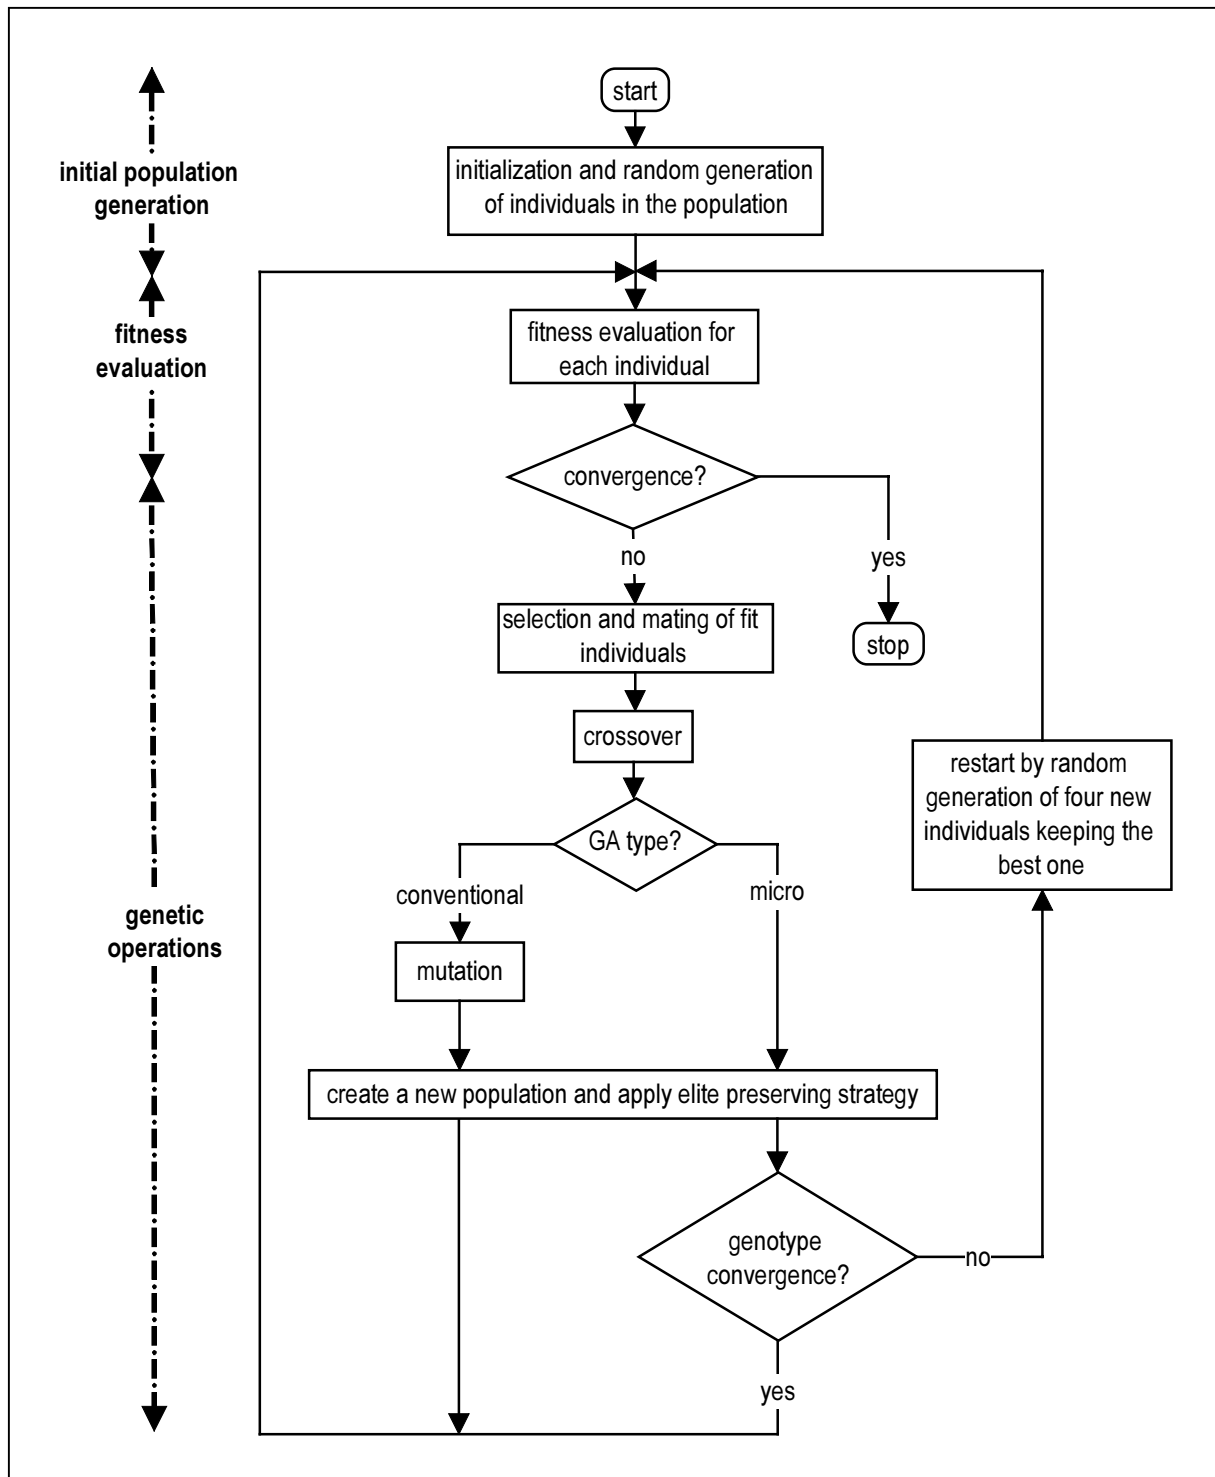 start
initialization and random generation
of individuals in the population
initial population
generation
fitness
evaluation
fitness evaluation for
each individual
convergence?
no
yes
selection and mating of fit
individuals
stop
crossover
restart by random
generation of four new
individuals keeping the
best one
GA type?
conventional
micro
genetic
operations
mutation
create a new population and apply elite preserving strategy
genotype
convergence?
no
yes